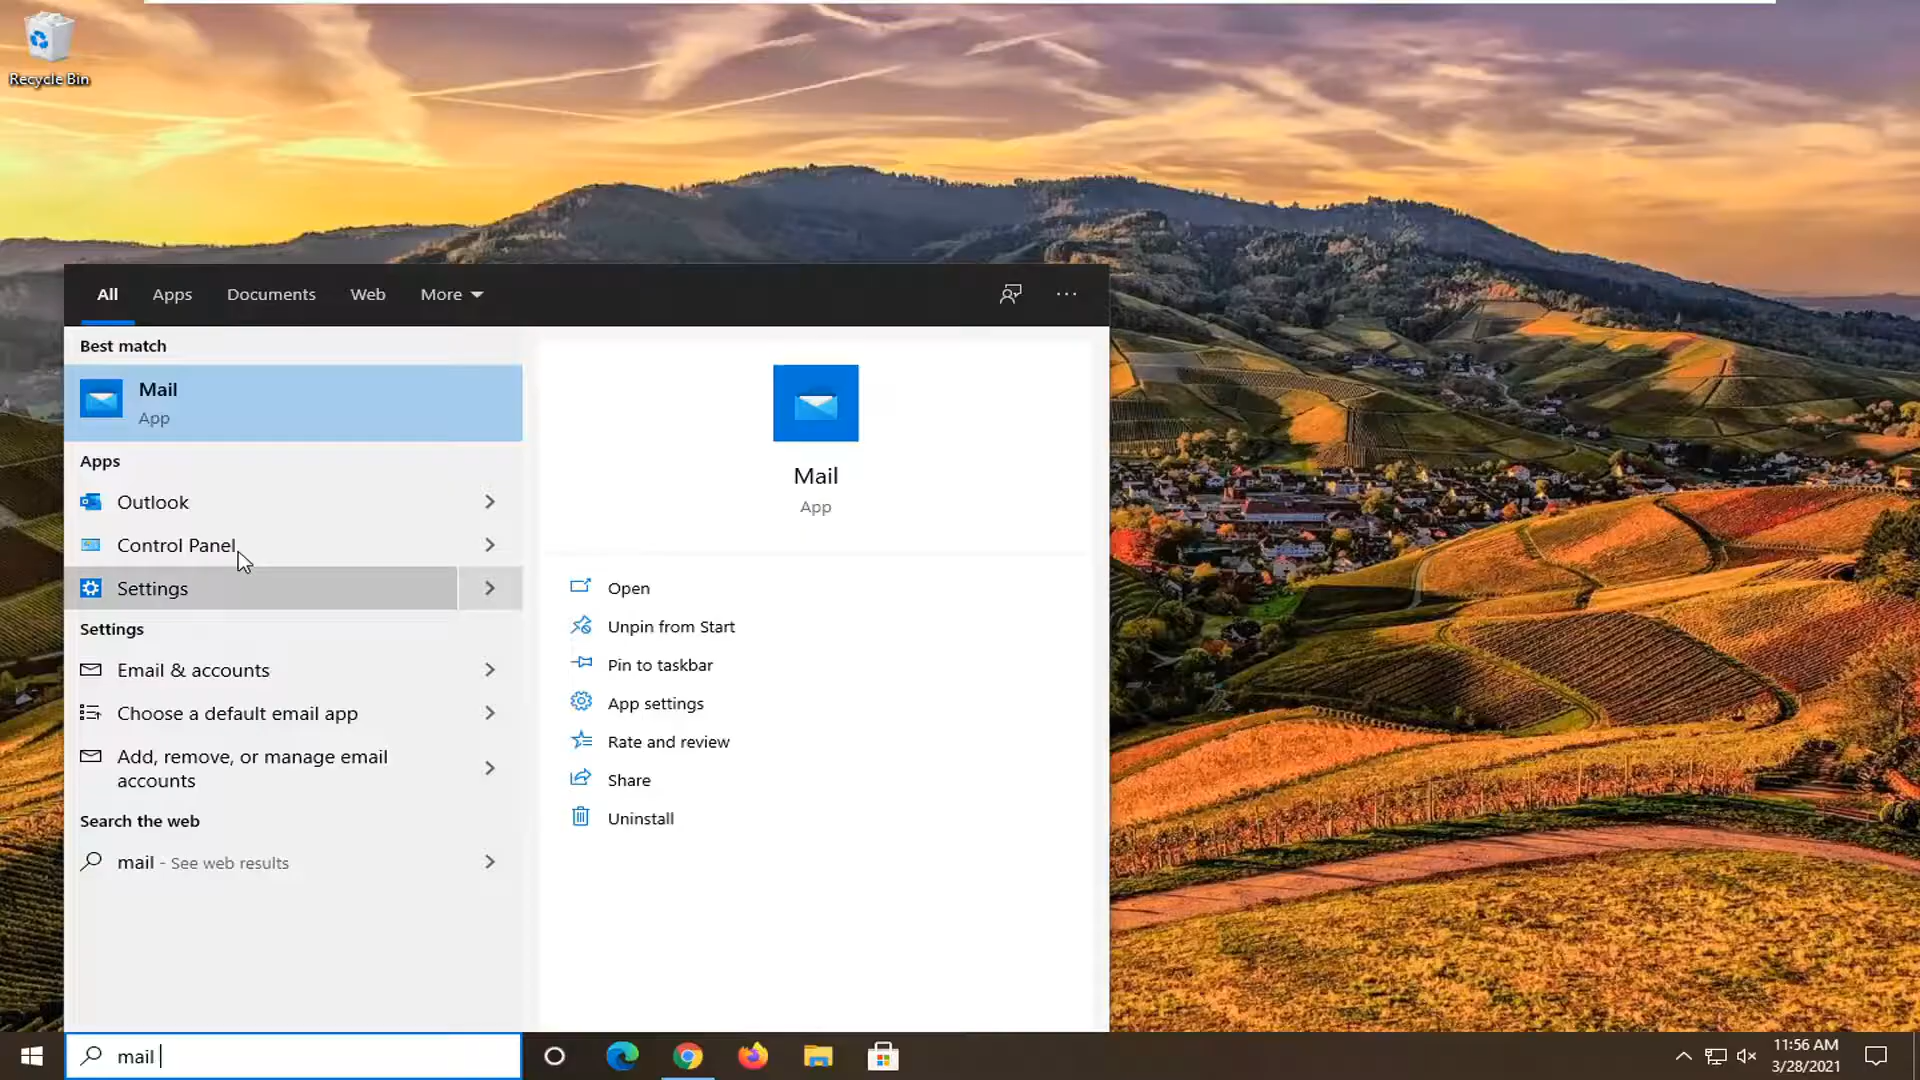 Recycle Bin
All Apps Documents Web More
Best match
Mail
App
Apps
Outlook
Control Panel
Settings
Settings
Email & accounts
Choose a default email app
Add, remove, or manage email
accounts
Search the web
mail - See web results
Mail
App
Open
Unpin from Start
Pin to taskbar
App settings
Rate and review
Share
Uninstall
mail
11:56 AM
3/28/2021